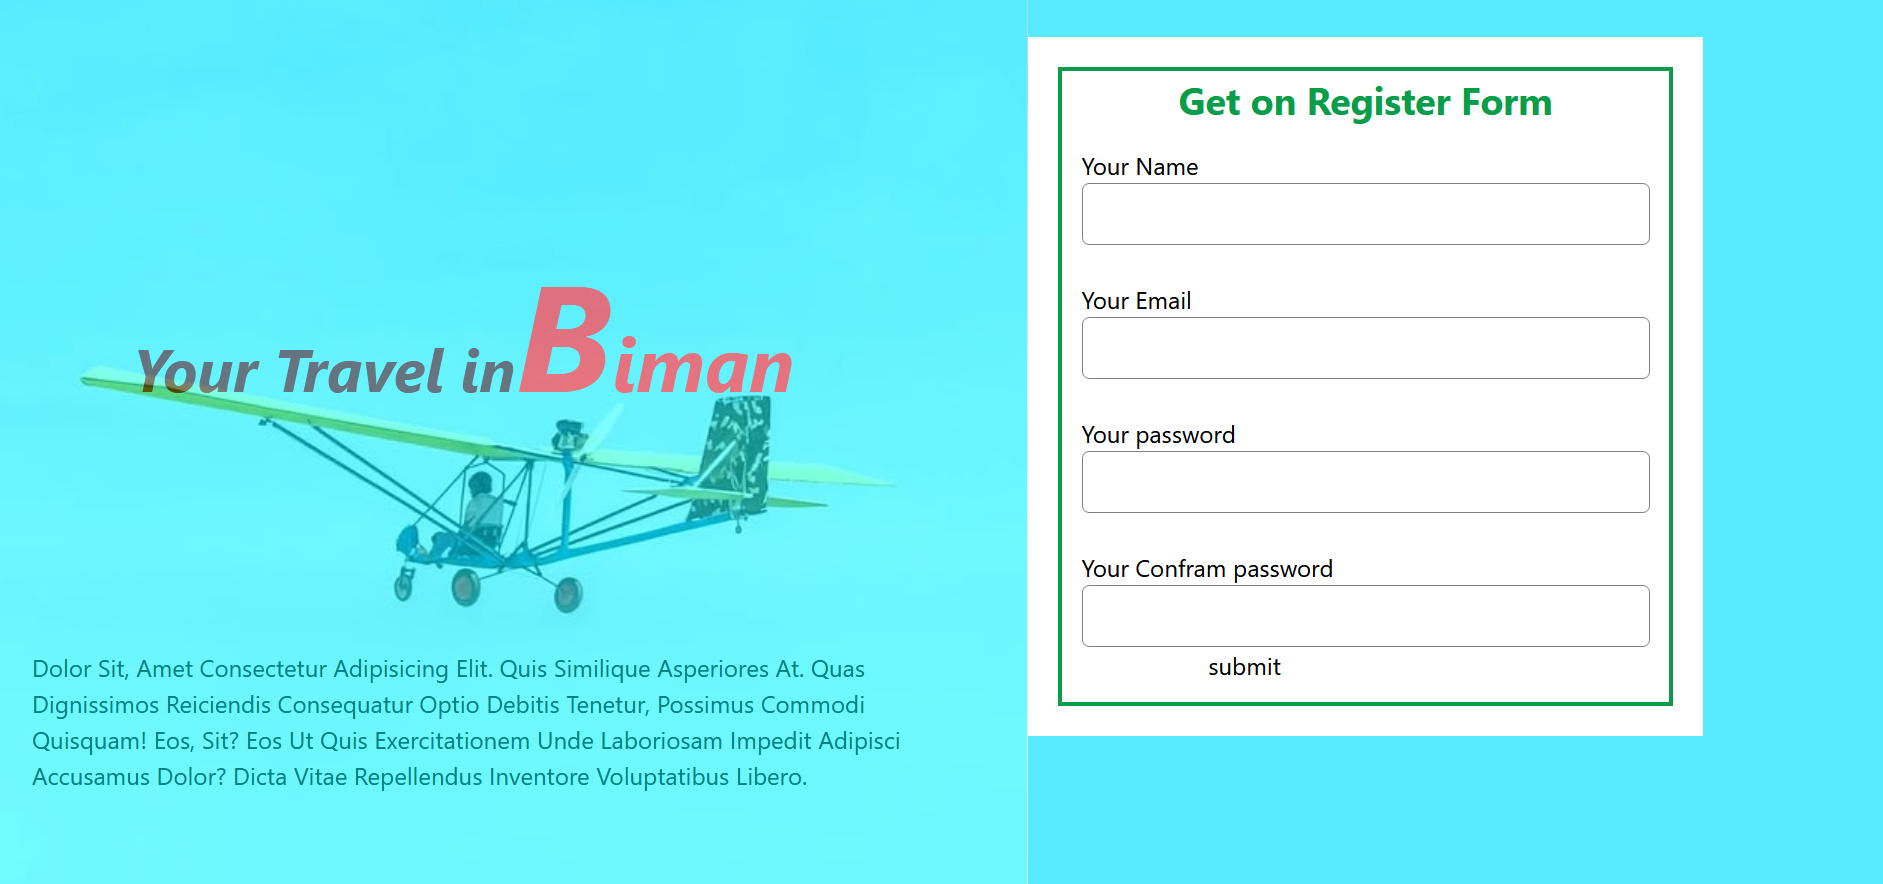 Your Travel in Biman
Dolor Sit, Amet Consectetur Adipisicing Elit. Quis Similique Asperiores At. Quas
Dignissimos Reiciendis Consequatur Optio Debitis Tenetur, Possimus Commodi
Quisquam! Eos, Sit? Eos Ut Quis Exercitationem Unde Laboriosam Impedit Adipisci
Accusamus Dolor? Dicta Vitae Repellendus Inventore Voluptatibus Libero.
Get on Register Form
Your Name
Your Email
Your password
Your Confram password
submit